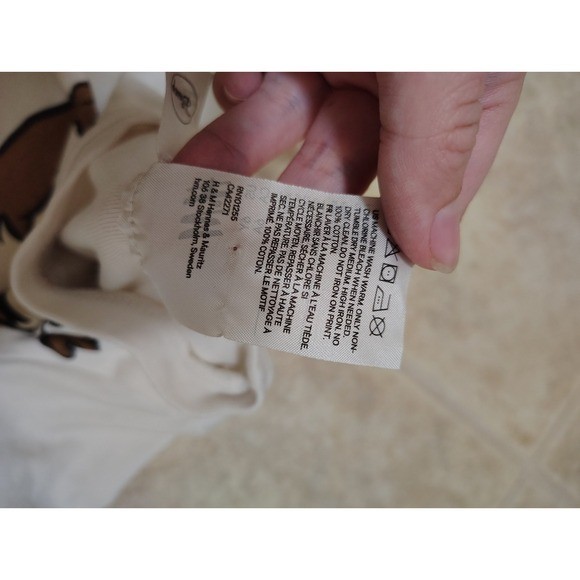 US MACHINE WASH WARM. ONLY NON-
CHLORINE BLEACH WHEN NEEDED.
TUMBLE DRY MEDIUM. HIGH IRON. NO
DRY CLEAN. DO NOT IRON ON PRINT.
100% COTTON.
FR LAVER À LA MACHINE À L'EAU TIÈDE.
BLANCHIR SANS CHLORE SI
NÉCESSAIRE. SÉCHER À LA MACHINE
CYCLE MOYEN. REPASSER À HAUTE
TEMPÉRATURE. PAS DE NETTOYAGE À
SEC. NE PAS REPASSER LE MOTIF
IMPRIMÉ. 100% COTON.
RN101255
CA42271
H & M Hennes & Mauritz
106 38 Stockholm, Sweden
hm.com